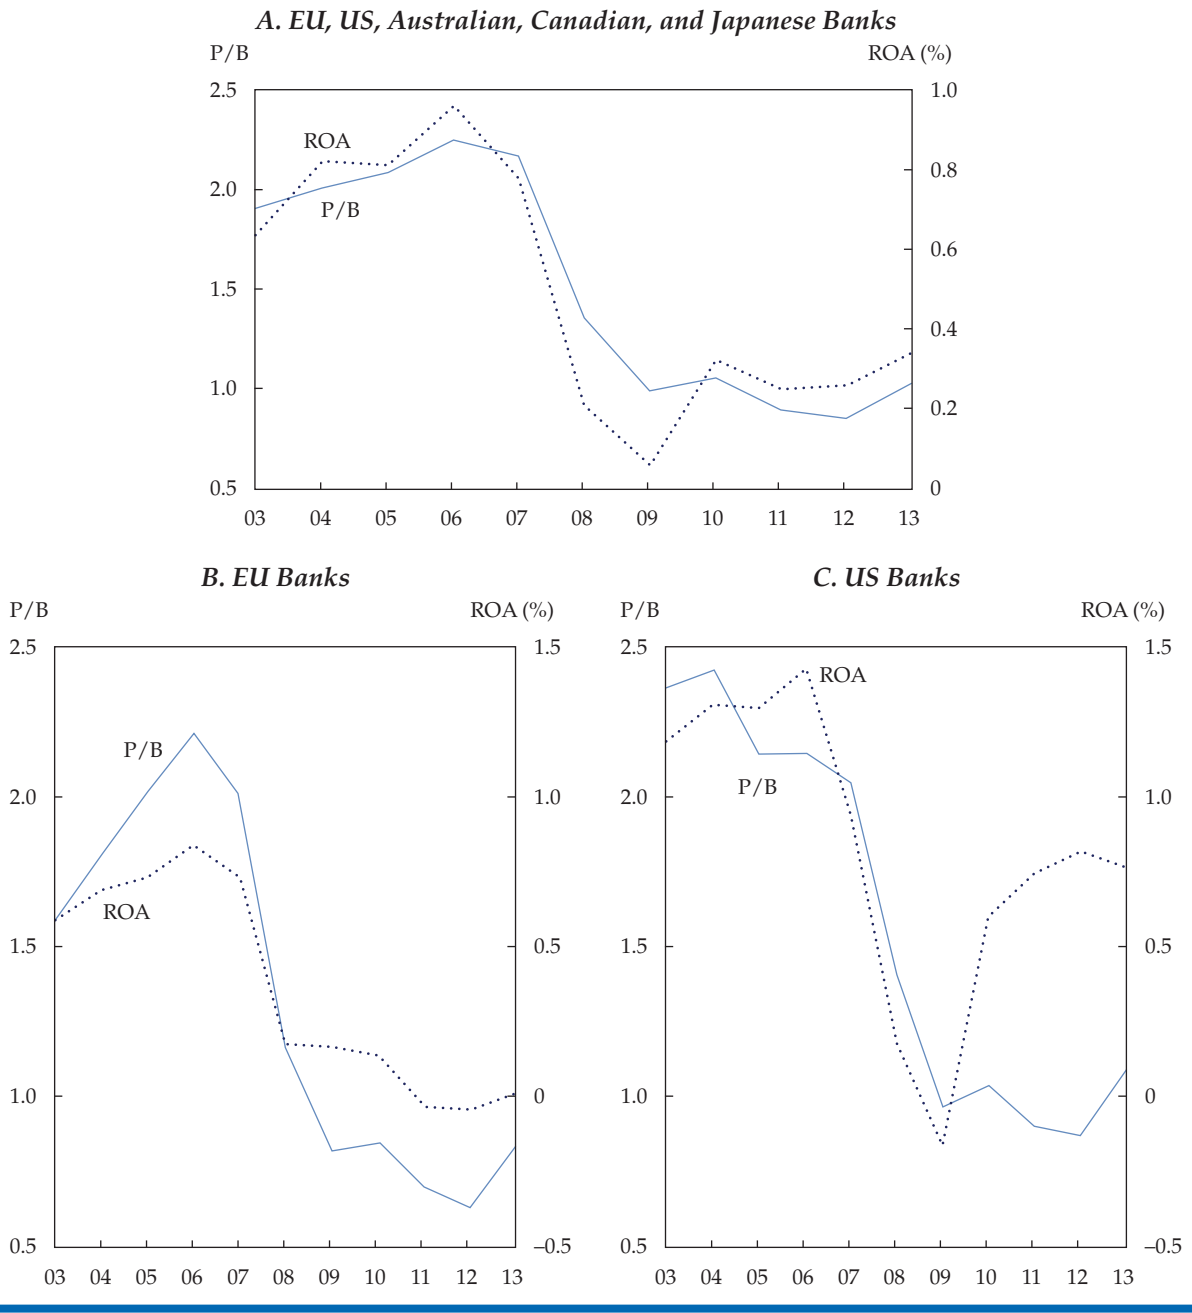 A. EU, US, Australian, Canadian, and Japanese Banks
P/B ROA (%)
2.5 1.0
ROA
0.8
2.0
P/B
0.6
1.5
0.4
1.0
0.2
0.5 0
03 04 05 06 07 08 09 10 11 12 13
B. EU Banks
P/B ROA (%)
2.5 1.5
P/B
2.0 1.0
ROA
1.5 0.5
1.0 0
0.5 –0.5
03 04 05 06 07 08 09 10 11 12 13
C. US Banks
P/B ROA (%)
2.5 1.5
ROA
P/B
2.0 1.0
1.5 0.5
1.0 0
0.5 –0.5
03 04 05 06 07 08 09 10 11 12 13